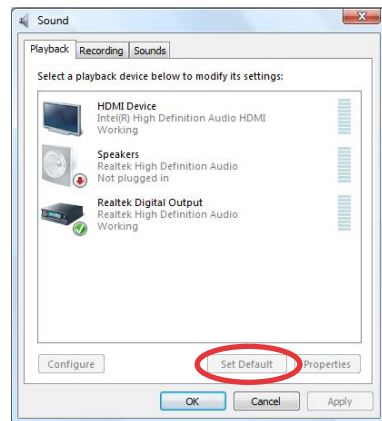 Sound
Playback Recording Sounds
Select a playback device below to modify its settings:
HDMI Device
Intel(R) High Definition Audio HDMI
Working
Speakers
Realtek High Definition Audio
Not plugged in
Realtek Digital Output
Realtek High Definition Audio
Working
Configure Set Default Properties
OK Cancel Apply